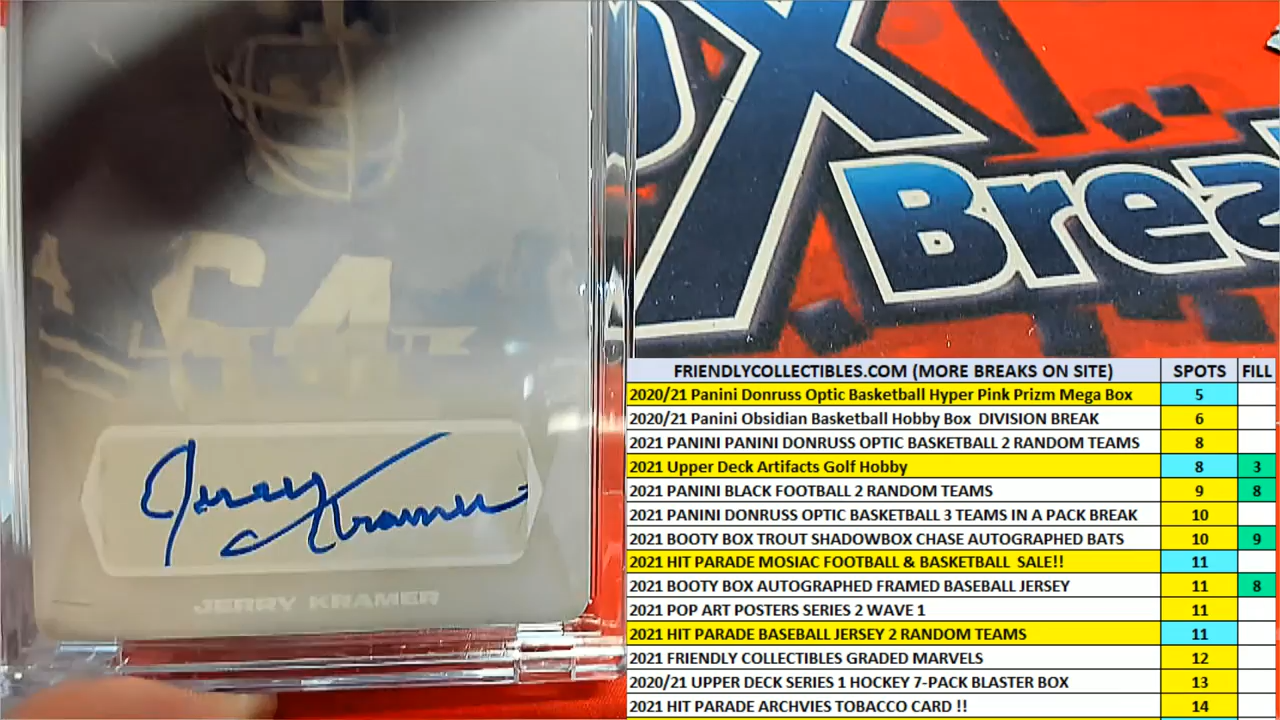 64
Jerry Kramer
JERRY KRAMER
OX
Brea
FRIENDLYCOLLECTIBLES.COM (MORE BREAKS ON SITE) SPOTS FILL
2020/21 Panini Donruss Optic Basketball Hyper Pink Prizm Mega Box 5
2020/21 Panini Obsidian Basketball Hobby Box DIVISION BREAK 6
2021 PANINI PANINI DONRUSS OPTIC BASKETBALL 2 RANDOM TEAMS 8
2021 Upper Deck Artifacts Golf Hobby 8 3
2021 PANINI BLACK FOOTBALL 2 RANDOM TEAMS 9 8
2021 PANINI DONRUSS OPTIC BASKETBALL 3 TEAMS IN A PACK BREAK 10
2021 BOOTY BOX TROUT SHADOWBOX CHASE AUTOGRAPHED BATS 10 9
2021 HIT PARADE MOSIAC FOOTBALL & BASKETBALL SALE!! 11
2021 BOOTY BOX AUTOGRAPHED FRAMED BASEBALL JERSEY 11 8
2021 POP ART POSTERS SERIES 2 WAVE 1 11
2021 HIT PARADE BASEBALL JERSEY 2 RANDOM TEAMS 11
2021 FRIENDLY COLLECTIBLES GRADED MARVELS 12
2020/21 UPPER DECK SERIES 1 HOCKEY 7-PACK BLASTER BOX 13
2021 HIT PARADE ARCHVIES TOBACCO CARD !! 14